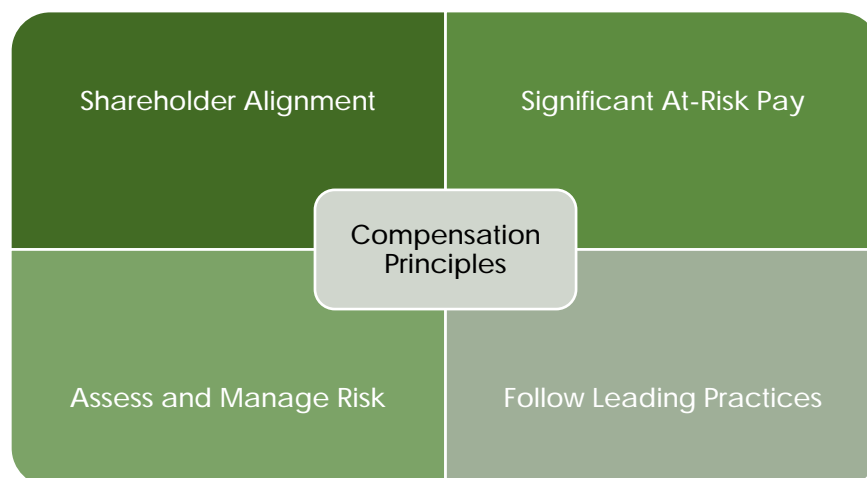 Shareholder Alignment
Significant At-Risk Pay
Compensation
Principles
Assess and Manage Risk
Follow Leading Practices